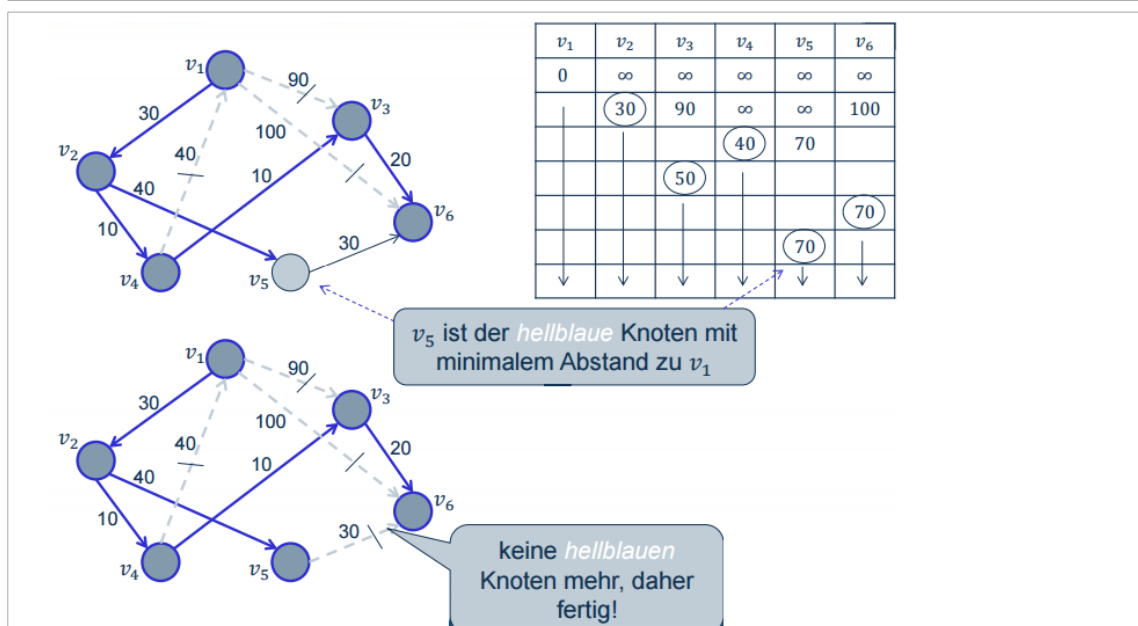 v₁
90
v₃
30
100
v₂
40
20
40
10
v₆
10
30
v₄
v₅
v₁ v₂ v₃ v₄ v₅ v₆
0 ∞ ∞ ∞ ∞ ∞
30 90 ∞ ∞ 100
40 70
50
70
70
v₅ ist der hellblaue Knoten mit
minimalem Abstand zu v₁
v₁
90
v₃
30
100
v₂
40
20
40
10
v₆
10
30
v₄
v₅
keine hellblauen
Knoten mehr, daher
fertig!